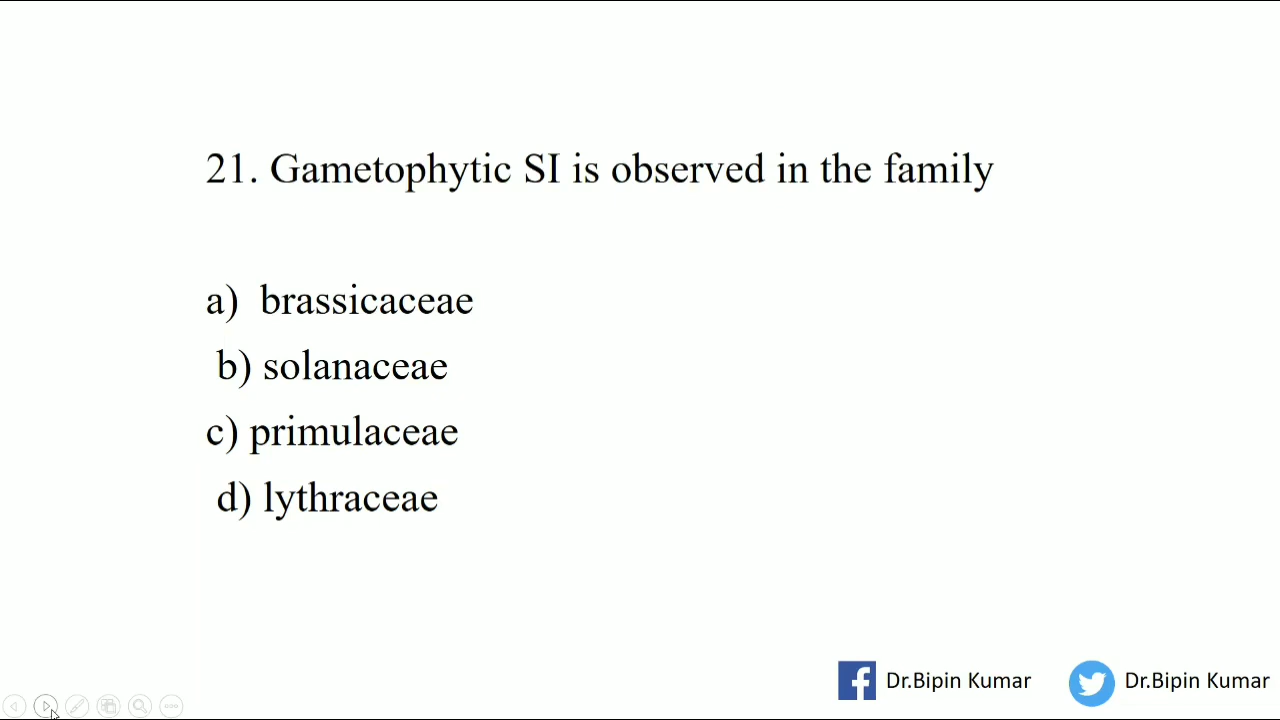 21. Gametophytic SI is observed in the family
a) brassicaceae
b) solanaceae
c) primulaceae
d) lythraceae
Dr.Bipin Kumar Dr.Bipin Kumar